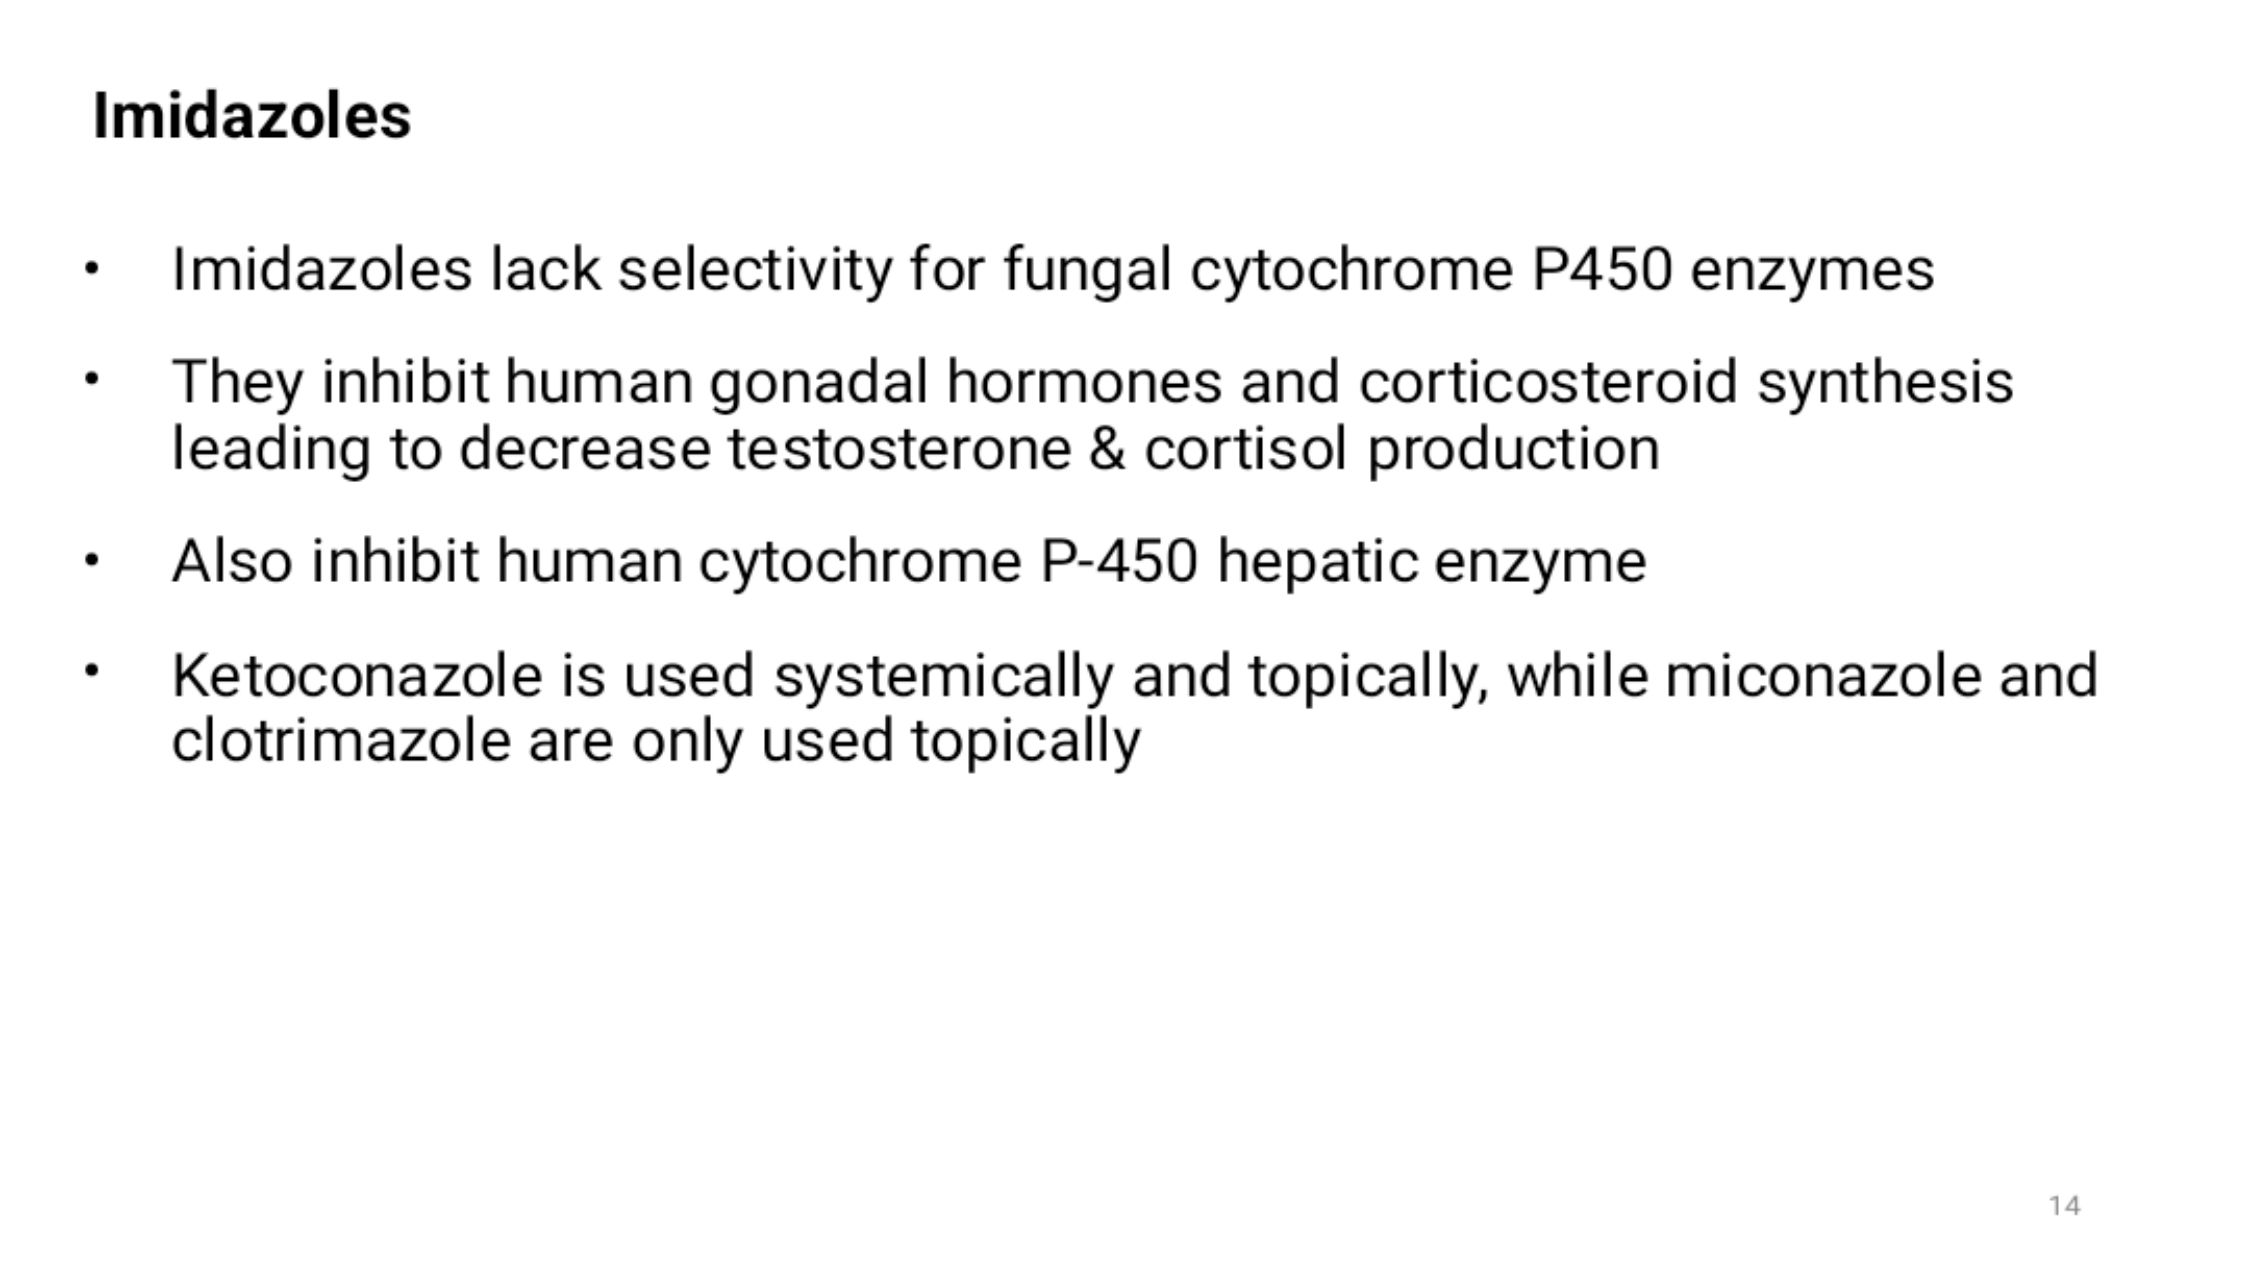 Imidazoles
• Imidazoles lack selectivity for fungal cytochrome P450 enzymes
• They inhibit human gonadal hormones and corticosteroid synthesis
leading to decrease testosterone & cortisol production
• Also inhibit human cytochrome P-450 hepatic enzyme
• Ketoconazole is used systemically and topically, while miconazole and
clotrimazole are only used topically
14